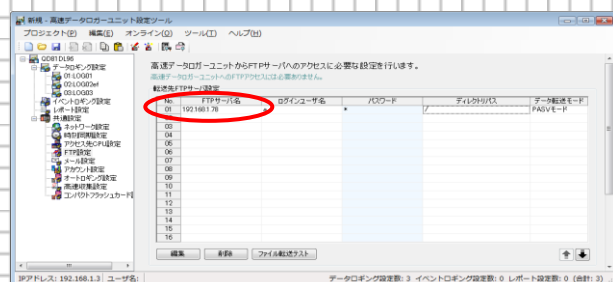 新規 - 高速データロガーユニット設定ツール
プロジェクト(P) 編集(E) オンライン(O) ツール(T) ヘルプ(H)
QD81DL96
データロギング設定
01:LOG01
02:LOG02ef
03:LOG03
イベントロギング設定
レポート設定
共通設定
ネットワーク設定
時刻同期設定
アクセス先CPU設定
FTP設定
メール設定
アカウント設定
オートロギング設定
高速収集設定
コンパクトフラッシュカード
高速データロガーユニットからFTPサーバへのアクセスに必要な設定を行います。
高速データロガーユニットへのFTPアクセスには必要ありません。
転送先FTPサーバ設定
No. FTPサーバ名 ログインユーザ名 パスワード ディレクトリパス データ転送モード
01 192.168.1.78 * / PASVモード
02
03
04
05
06
07
08
09
10
11
12
13
14
15
16
編集 削除 ファイル転送テスト
IPアドレス: 192.168.1.3 ユーザ名: データロギング設定数: 3 イベントロギング設定数: 0 レポート設定数: 0 (合計: 3)